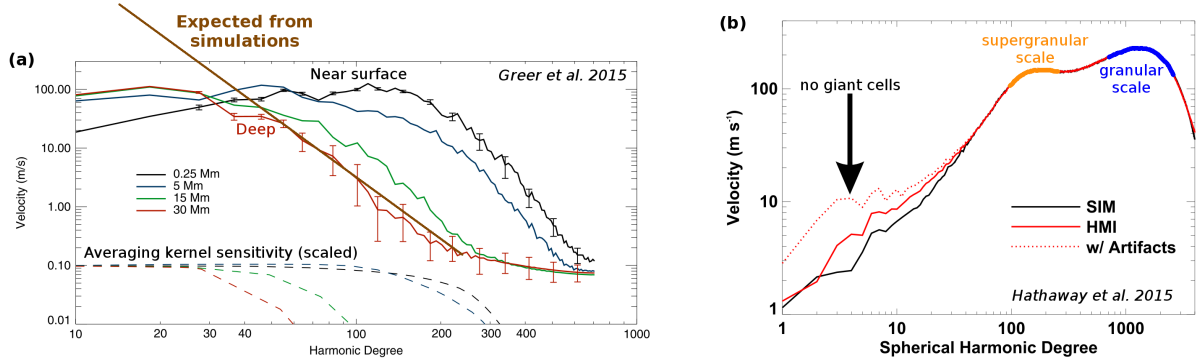 (a)
Expected from
simulations
Near surface
Greer et al. 2015
Deep
0.25 Mm
5 Mm
15 Mm
30 Mm
Averaging kernel sensitivity (scaled)
Velocity (m/s)
100.00
10.00
1.00
0.10
0.01
10 20 30 40 100 200 300 400 1000
Harmonic Degree
(b)
supergranular
scale
granular
scale
no giant cells
SIM
HMI
w/ Artifacts
Hathaway et al. 2015
Velocity (m s⁻¹)
100
10
1
1 10 100 1000
Spherical Harmonic Degree